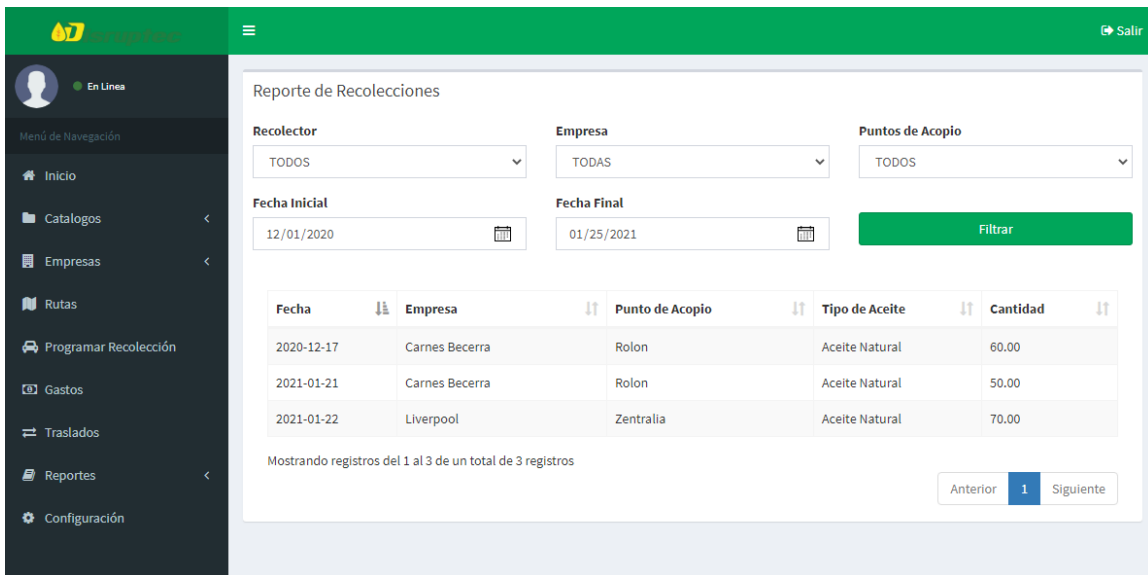 Salir
En Linea
Menú de Navegación
Inicio
Catalogos
Empresas
Rutas
Programar Recolección
Gastos
Traslados
Reportes
Configuración
Reporte de Recolecciones
Recolector Empresa Puntos de Acopio
TODOS TODAS TODOS
Fecha Inicial Fecha Final
12/01/2020 01/25/2021 Filtrar
Fecha Empresa Punto de Acopio Tipo de Aceite Cantidad
2020-12-17 Carnes Becerra Rolon Aceite Natural 60.00
2021-01-21 Carnes Becerra Rolon Aceite Natural 50.00
2021-01-22 Liverpool Zentralia Aceite Natural 70.00
Mostrando registros del 1 al 3 de un total de 3 registros
Anterior 1 Siguiente